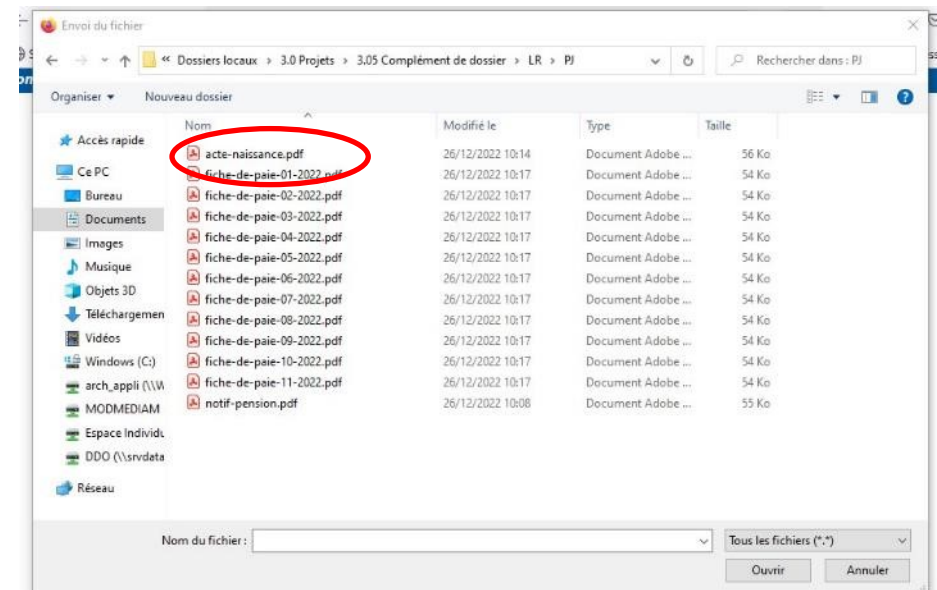 Envoi du fichier
« Dossiers locaux > 3.0 Projets > 3.05 Complément de dossier > LR > PJ
Rechercher dans : PJ
Organiser Nouveau dossier
Nom Modifié le Type Taille
Accès rapide
Ce PC
Bureau
Documents
Images
Musique
Objets 3D
Téléchargemen
Vidéos
Windows (C:)
arch_appli (\\W
MODMEDIAM
Espace Individu
DDO (\\srvdata
Réseau
acte-naissance.pdf 26/12/2022 10:14 Document Adobe ... 56 Ko
fiche-de-paie-01-2022.pdf 26/12/2022 10:17 Document Adobe ... 54 Ko
fiche-de-paie-02-2022.pdf 26/12/2022 10:17 Document Adobe ... 54 Ko
fiche-de-paie-03-2022.pdf 26/12/2022 10:17 Document Adobe ... 54 Ko
fiche-de-paie-04-2022.pdf 26/12/2022 10:17 Document Adobe ... 54 Ko
fiche-de-paie-05-2022.pdf 26/12/2022 10:17 Document Adobe ... 54 Ko
fiche-de-paie-06-2022.pdf 26/12/2022 10:17 Document Adobe ... 54 Ko
fiche-de-paie-07-2022.pdf 26/12/2022 10:17 Document Adobe ... 54 Ko
fiche-de-paie-08-2022.pdf 26/12/2022 10:17 Document Adobe ... 54 Ko
fiche-de-paie-09-2022.pdf 26/12/2022 10:17 Document Adobe ... 54 Ko
fiche-de-paie-10-2022.pdf 26/12/2022 10:17 Document Adobe ... 54 Ko
fiche-de-paie-11-2022.pdf 26/12/2022 10:17 Document Adobe ... 54 Ko
notif-pension.pdf 26/12/2022 10:08 Document Adobe ... 55 Ko
Nom du fichier : Tous les fichiers (*.*)
Ouvrir Annuler